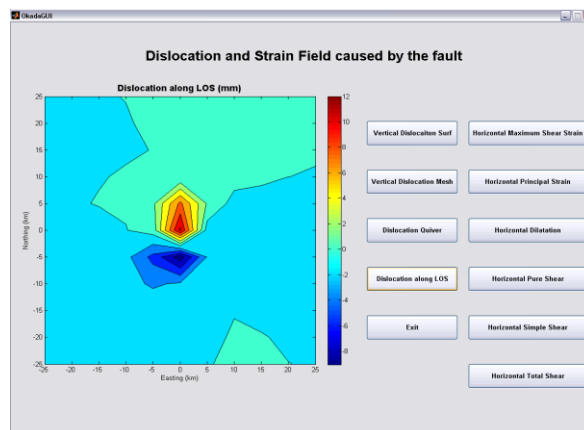 OkadaGUI
Dislocation and Strain Field caused by the fault
Dislocation along LOS (mm)
25
20
15
10
5
0
-5
-10
-15
-20
-25
Northing (km)
-25 -20 -15 -10 -5 0 5 10 15 20 25
Easting (km)
12
10
8
6
4
2
0
-2
-4
-6
-8
Vertical Dislocaiton Surf
Horizontal Maximum Shear Strain
Vertical Dislocation Mesh
Horizontal Principal Strain
Dislocation Quiver
Horizontal Dilatation
Dislocation along LOS
Horizontal Pure Shear
Exit
Horizontal Simple Shear
Horizontal Total Shear